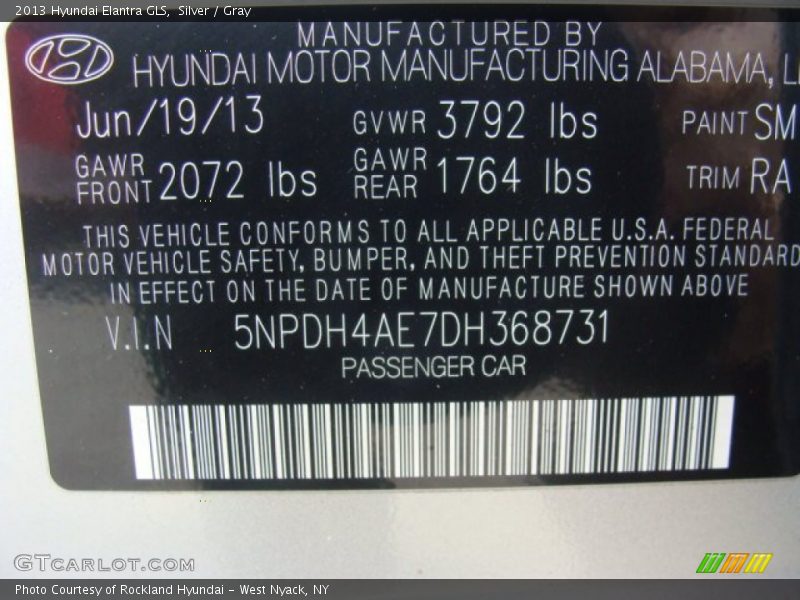 2013 Hyundai Elantra GLS, Silver / Gray
MANUFACTURED BY
HYUNDAI MOTOR MANUFACTURING ALABAMA, LL
Jun/19/13 GVWR 3792 lbs PAINT SM
GAWR FRONT 2072 lbs GAWR REAR 1764 lbs TRIM RA
THIS VEHICLE CONFORMS TO ALL APPLICABLE U.S.A. FEDERAL
MOTOR VEHICLE SAFETY, BUMPER, AND THEFT PREVENTION STANDARD
IN EFFECT ON THE DATE OF MANUFACTURE SHOWN ABOVE
V.I.N 5NPDH4AE7DH368731
PASSENGER CAR
GTCARLOT.COM
Photo Courtesy of Rockland Hyundai - West Nyack, NY